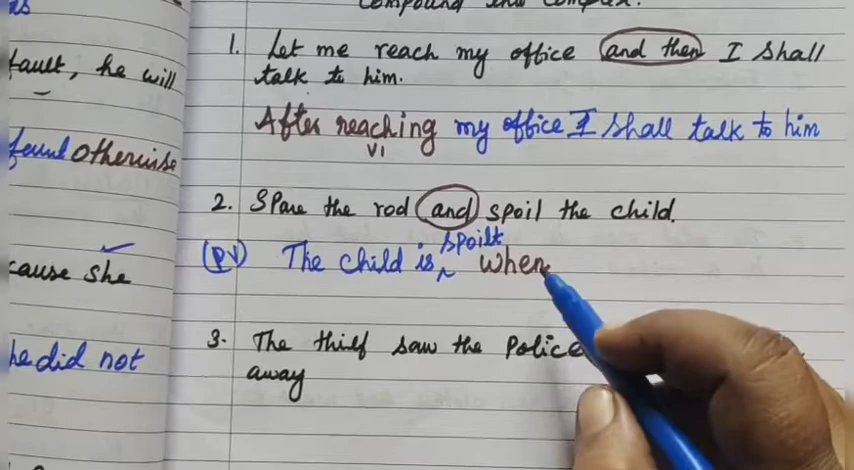 Compound and complex.
fault, he will
found otherwise
cause she
he did not
1. Let me reach my office and then I shall
talk to him.
After reaching my office I shall talk to him
VI
2. Spare the rod and spoil the child.
(PV) The child is spoilt when
3. The thief saw the Police
away